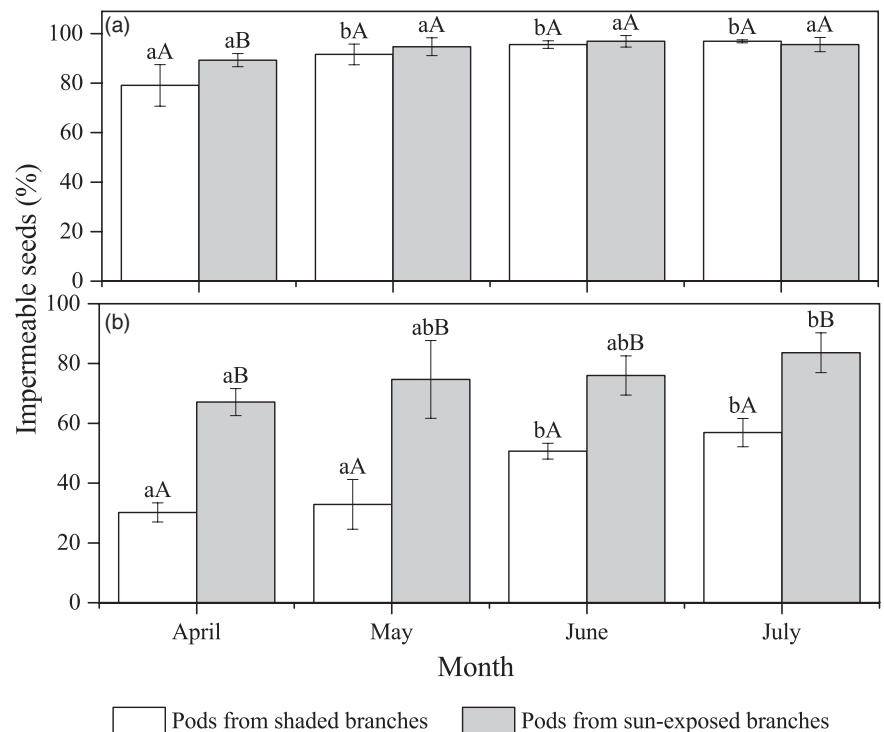 (a)
aA aB bA aA bA aA bA aA
100
80
60
40
20
0
Impermeable seeds (%)
(b)
aA aB aA abB bA abB bA bB
100
80
60
40
20
0
April May June July
Month
Pods from shaded branches Pods from sun-exposed branches